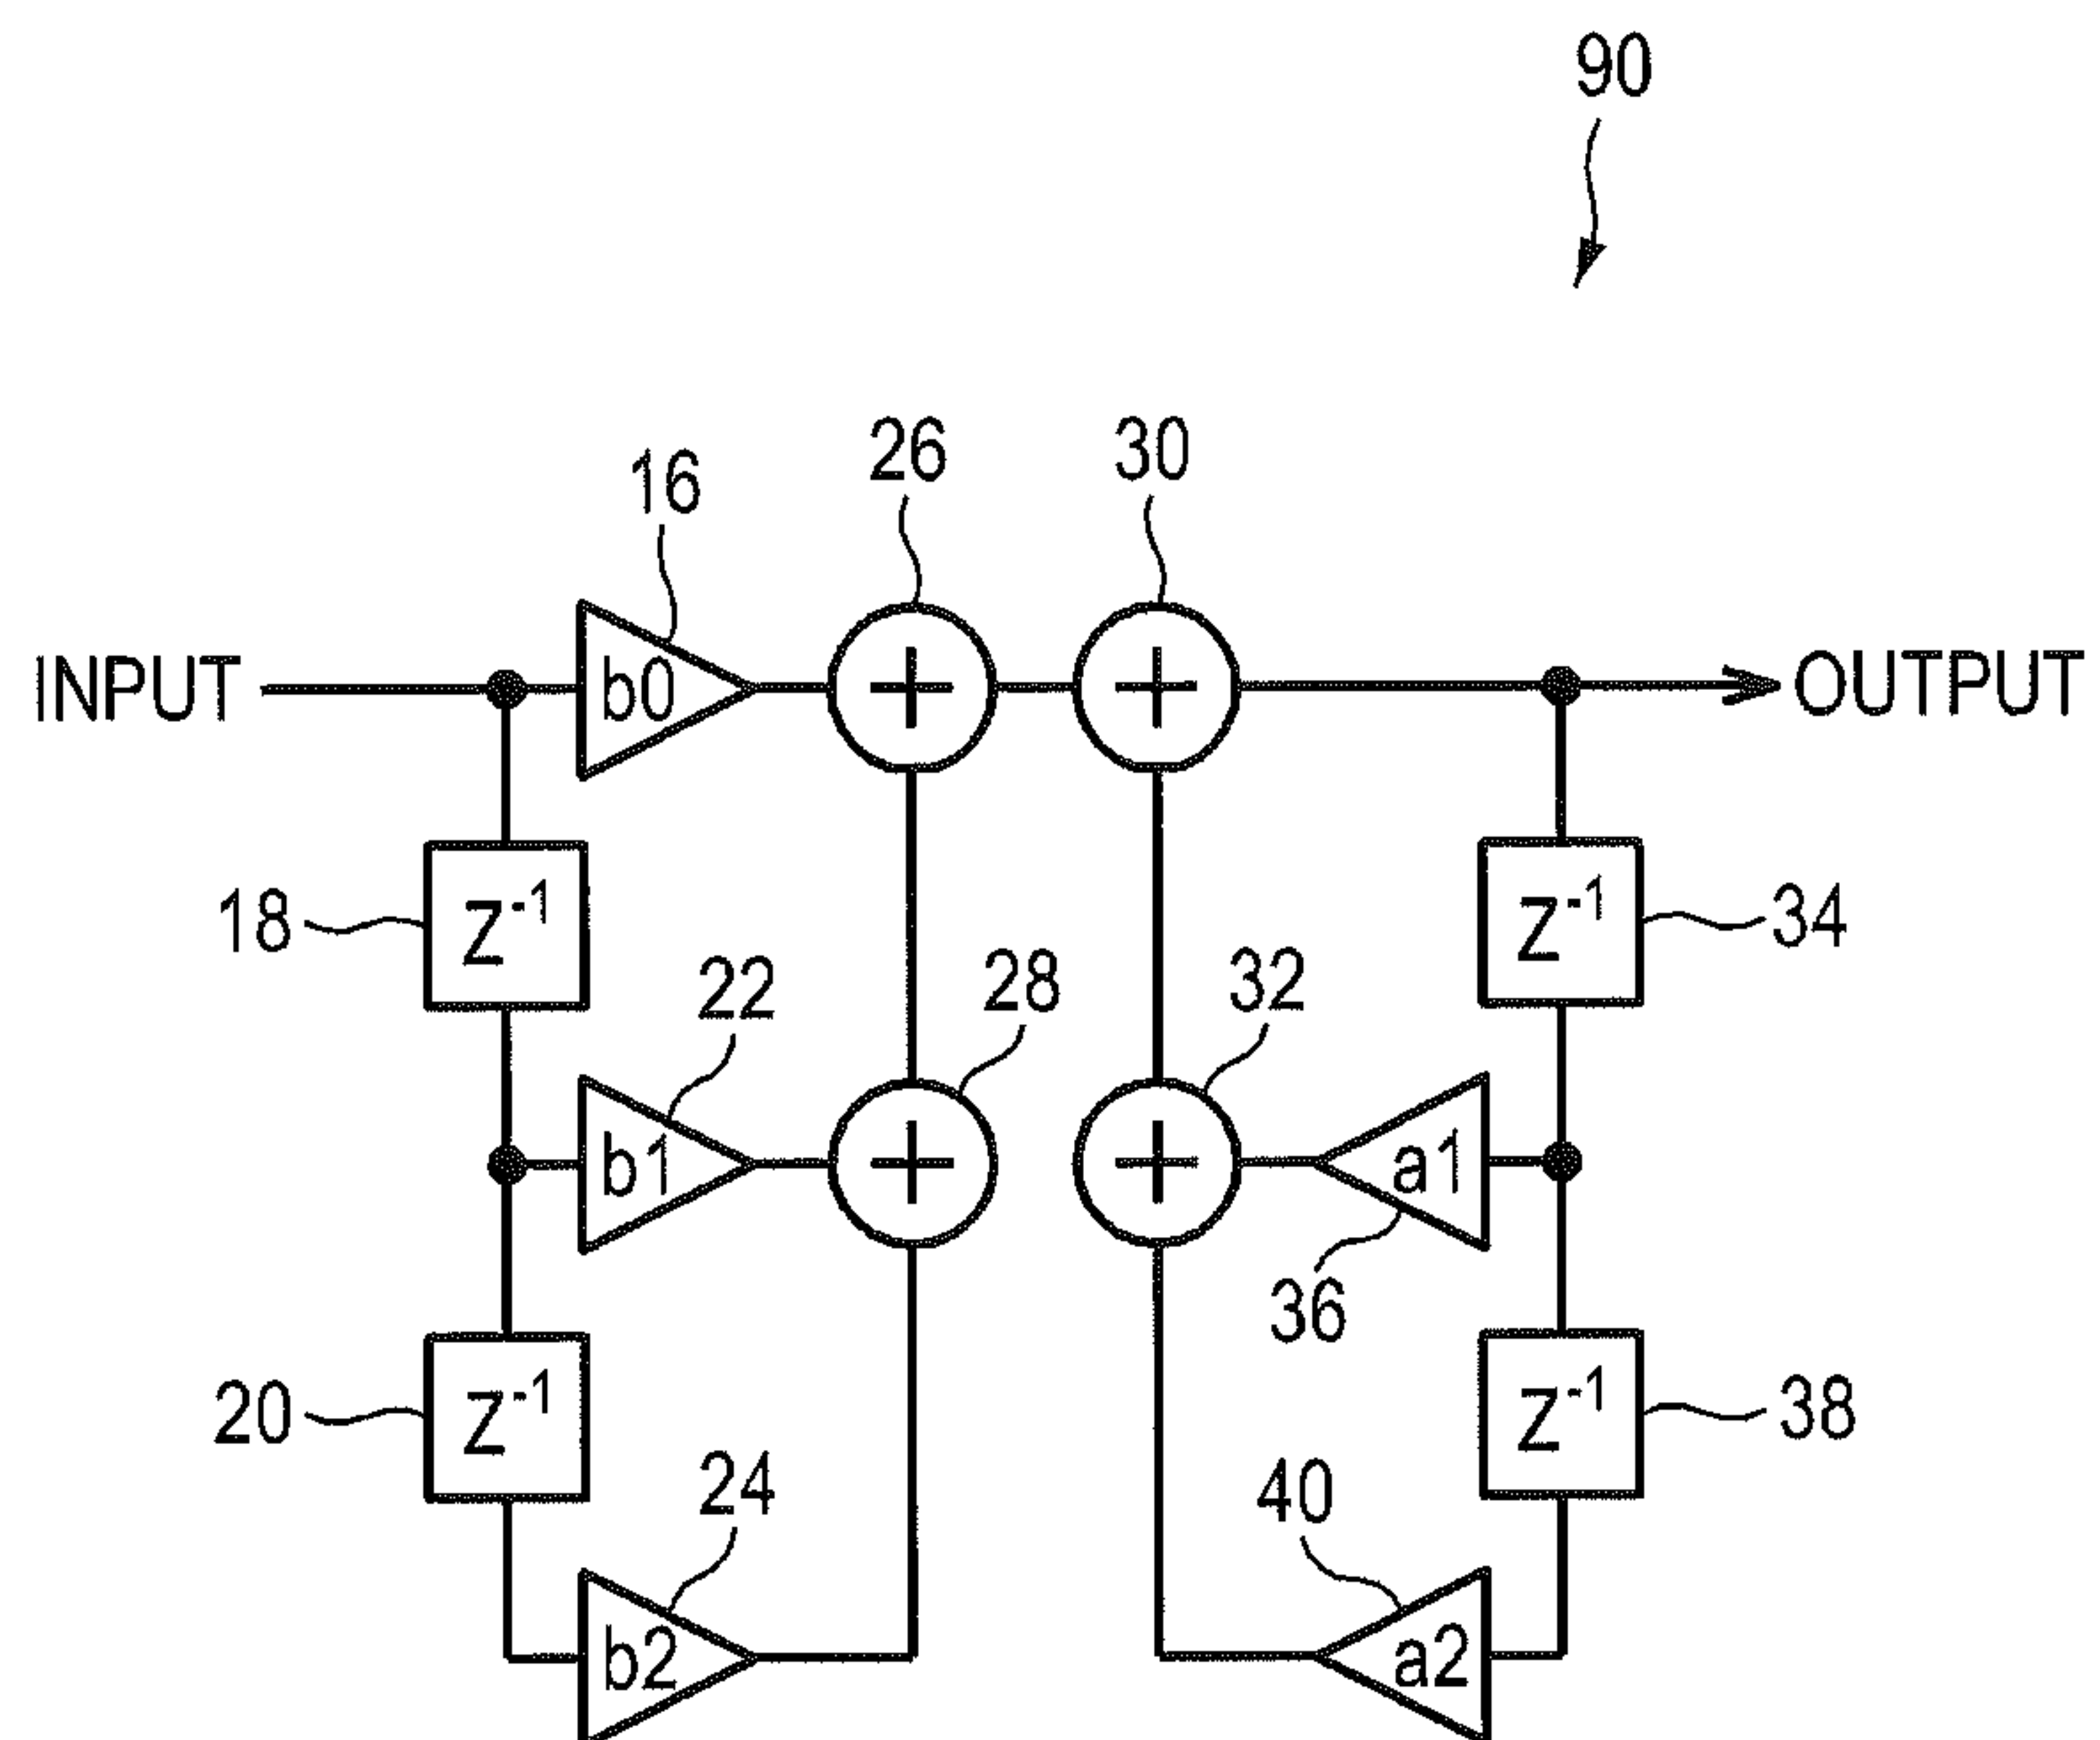 90
26
30
16
INPUT
b0
+
+
OUTPUT
18
Z⁻¹
Z⁻¹
34
22
28
32
b1
+
+
a1
36
20
Z⁻¹
Z⁻¹
38
24
40
b2
a2